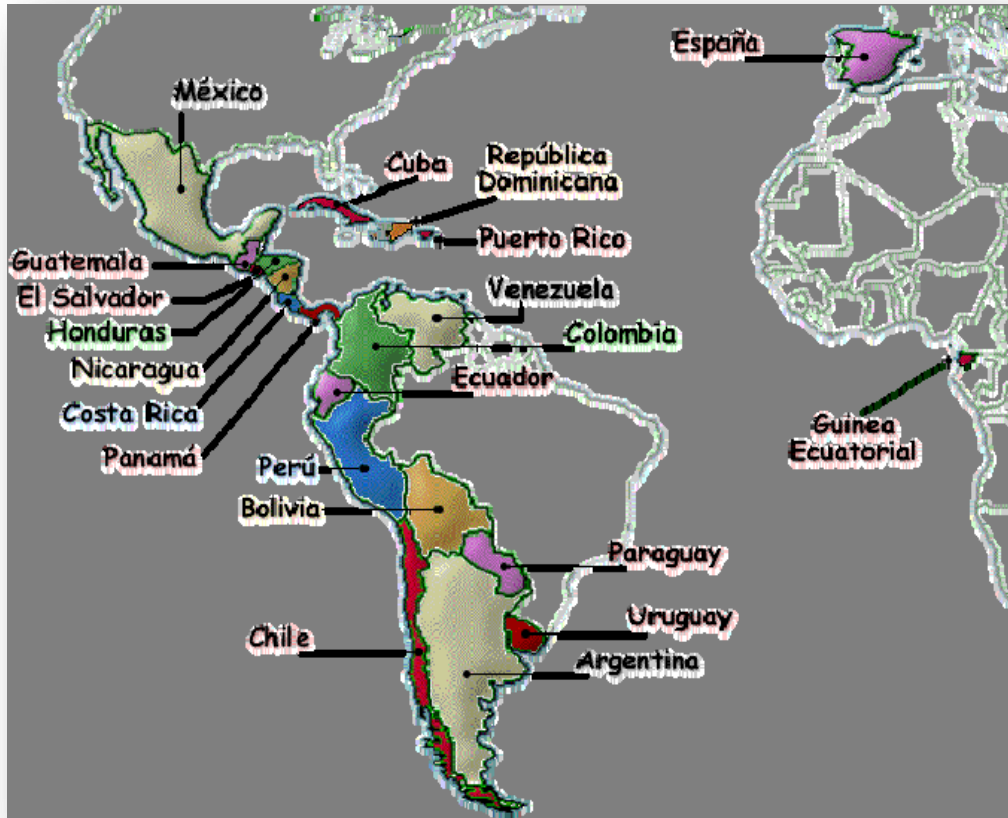 España
México
Cuba
República
Dominicana
Puerto Rico
Guatemala
El Salvador
Honduras
Nicaragua
Costa Rica
Panamá
Venezuela
Colombia
Ecuador
Guinea
Ecuatorial
Perú
Bolivia
Paraguay
Uruguay
Chile
Argentina